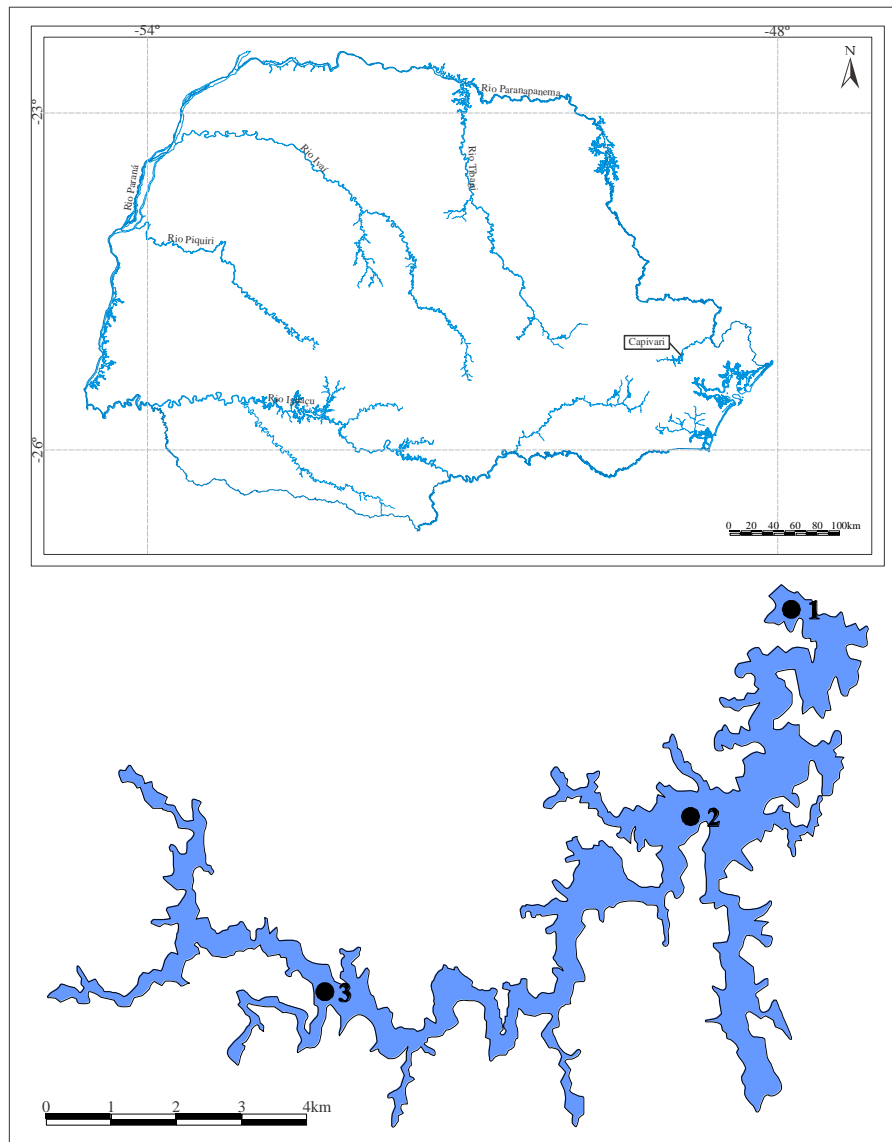 -54°
-48°
N
Rio Paranapanema
-23°
Rio Ivaí
Rio Tibagi
Rio Paraná
Rio Piquiri
Capivari
Rio Iguaçu
-26°
0 20 40 60 80 100km
1
2
3
0 1 2 3 4km